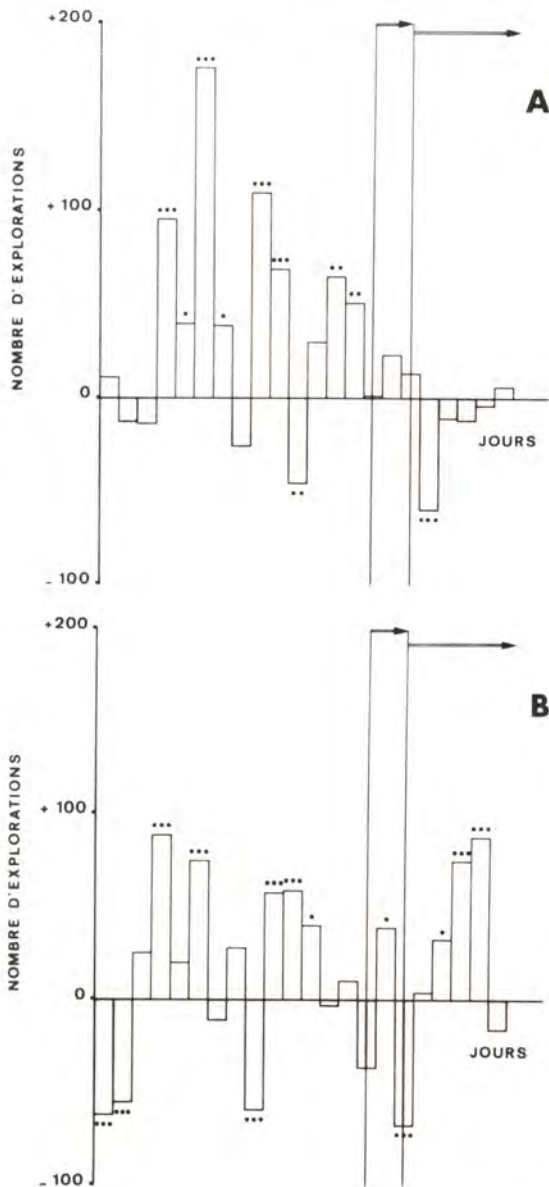 +200
A
NOMBRE D'EXPLORATIONS
+ 100
0
JOURS
- 100
+200
B
NOMBRE D'EXPLORATIONS
+ 100
0
JOURS
- 100